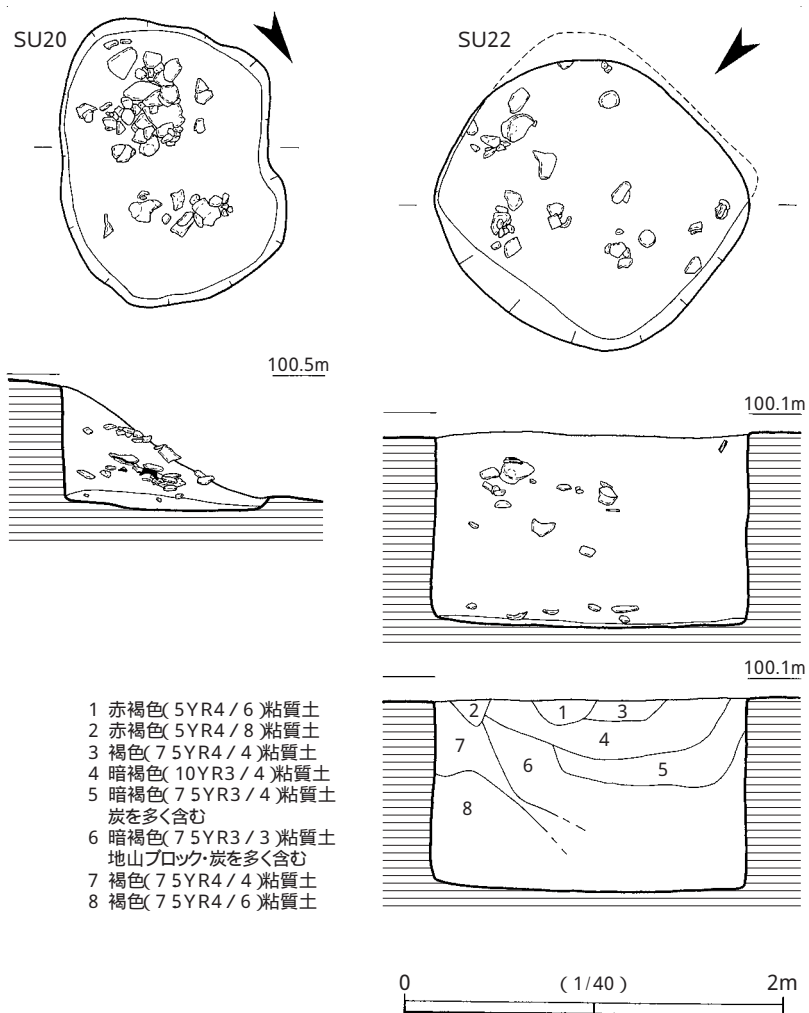 SU20
SU22
100.5m
100.1m
100.1m
1 赤褐色(5YR4/6)粘質土
2 赤褐色(5YR4/8)粘質土
3 褐色(7 5YR4/4)粘質土
4 暗褐色(10YR3/4)粘質土
5 暗褐色(7 5YR3/4)粘質土
炭を多く含む
6 暗褐色(7 5YR3/3)粘質土
地山ブロック・炭を多く含む
7 褐色(7 5YR4/4)粘質土
8 褐色(7 5YR4/6)粘質土
2
1
3
4
7
6
5
8
0 (1/40) 2m